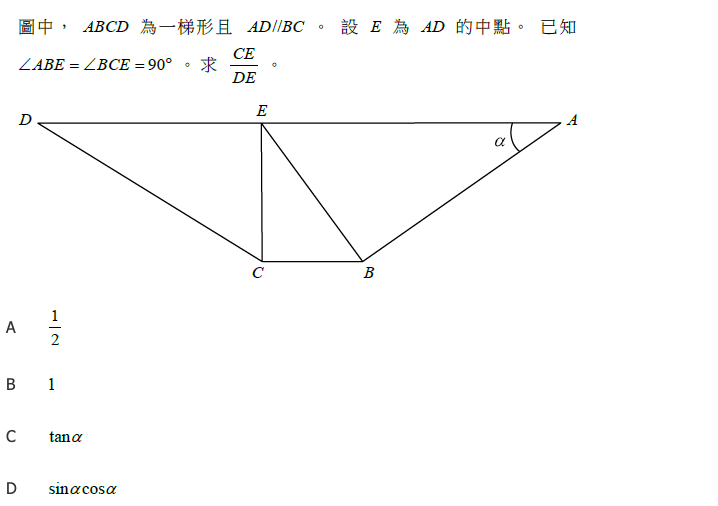 圖中， ABCD 為一梯形且 AD//BC 。 設 E 為 AD 的中點。 已知
∠ABE = ∠BCE = 90° 。求 CE/DE 。
E
D
A
α
C
B
A 1/2
B 1
C tanα
D sinαcosα